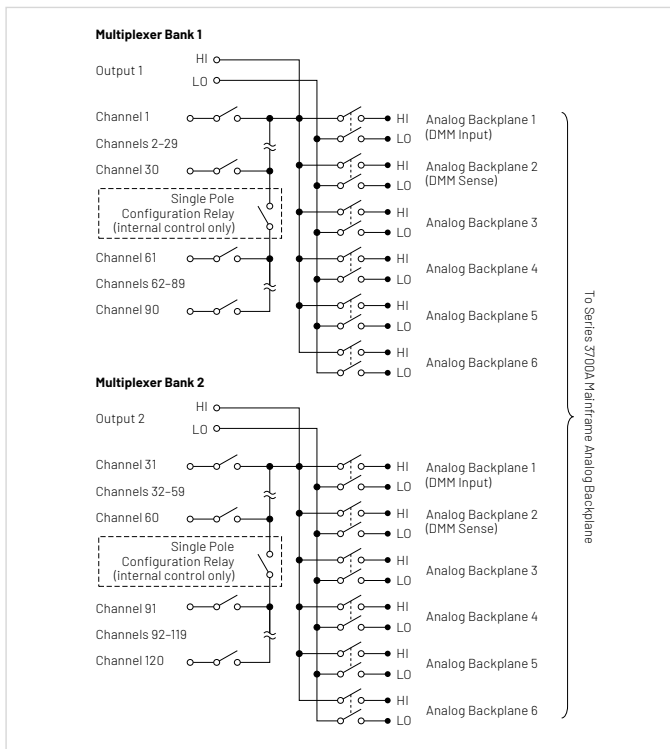 Multiplexer Bank 1
Output 1
HI
LO
Channel 1
Channels 2–29
Channel 30
Single Pole
Configuration Relay
(internal control only)
Channel 61
Channels 62–89
Channel 90
HI
LO
Analog Backplane 1
(DMM Input)
HI
LO
Analog Backplane 2
(DMM Sense)
HI
LO
Analog Backplane 3
HI
LO
Analog Backplane 4
HI
LO
Analog Backplane 5
HI
LO
Analog Backplane 6
Multiplexer Bank 2
Output 2
HI
LO
Channel 31
Channels 32–59
Channel 60
Single Pole
Configuration Relay
(internal control only)
Channel 91
Channels 92–119
Channel 120
HI
LO
Analog Backplane 1
(DMM Input)
HI
LO
Analog Backplane 2
(DMM Sense)
HI
LO
Analog Backplane 3
HI
LO
Analog Backplane 4
HI
LO
Analog Backplane 5
HI
LO
Analog Backplane 6
To Series 3700A Mainframe Analog Backplane